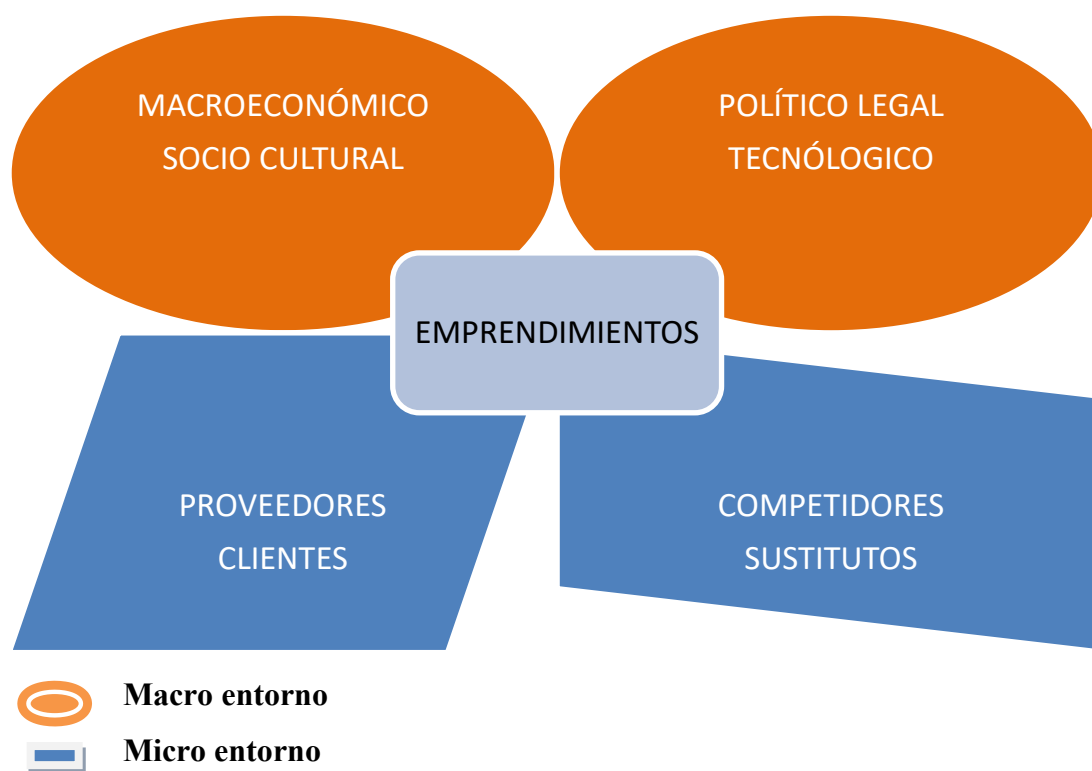 MACROECONÓMICO
SOCIO CULTURAL
POLÍTICO LEGAL
TECNÓLOGICO
EMPRENDIMIENTOS
PROVEEDORES
CLIENTES
COMPETIDORES
SUSTITUTOS
Macro entorno
Micro entorno